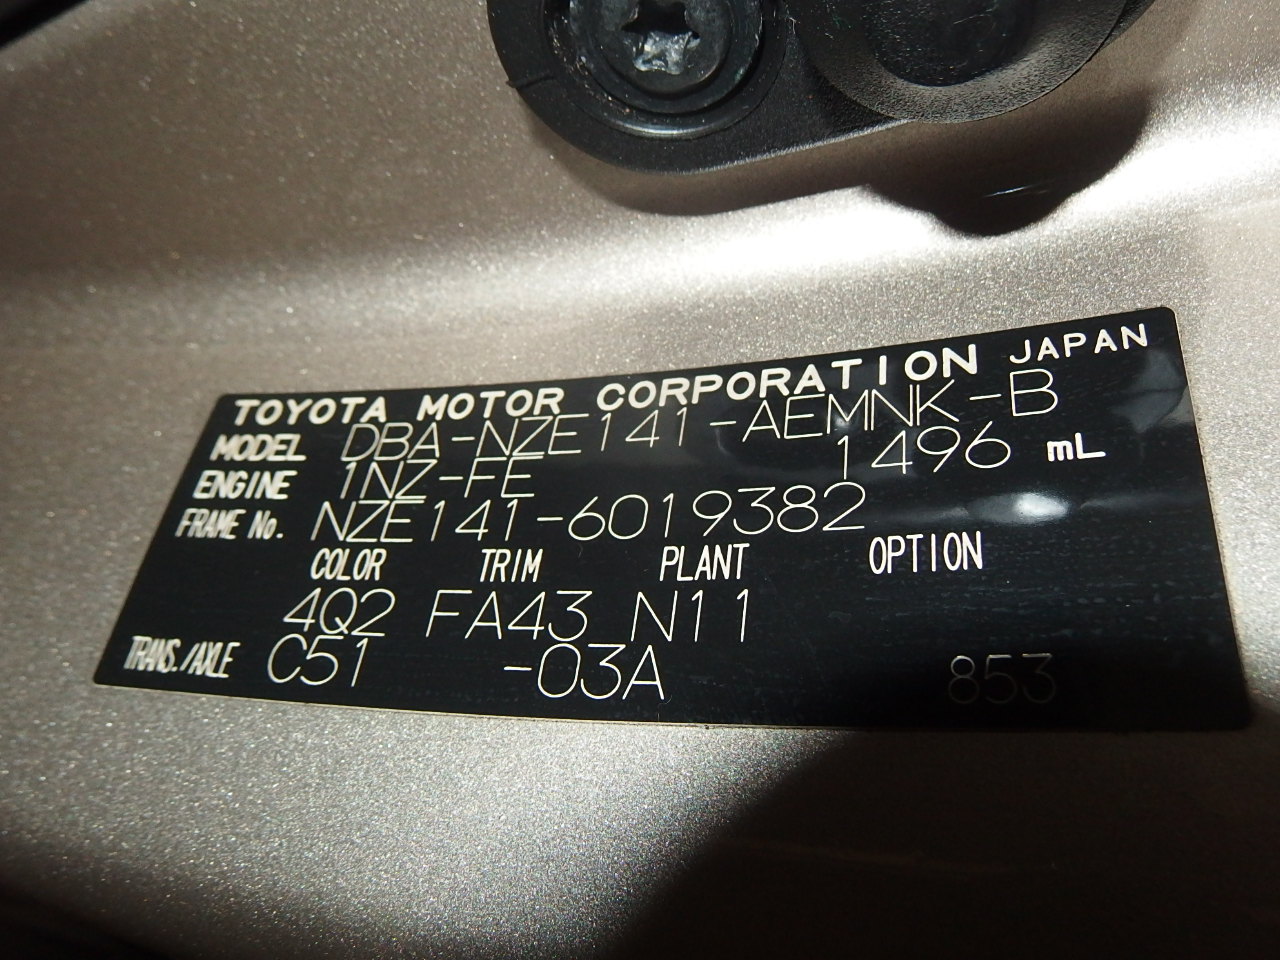 TOYOTA MOTOR CORPORATION JAPAN
MODEL DBA-NZE141-AEMNK-B
ENGINE 1NZ-FE 1496 mL
FRAME No. NZE141-6019382
COLOR TRIM PLANT OPTION
4Q2 FA43 N11
TRANS./AXLE C51 -03A 853